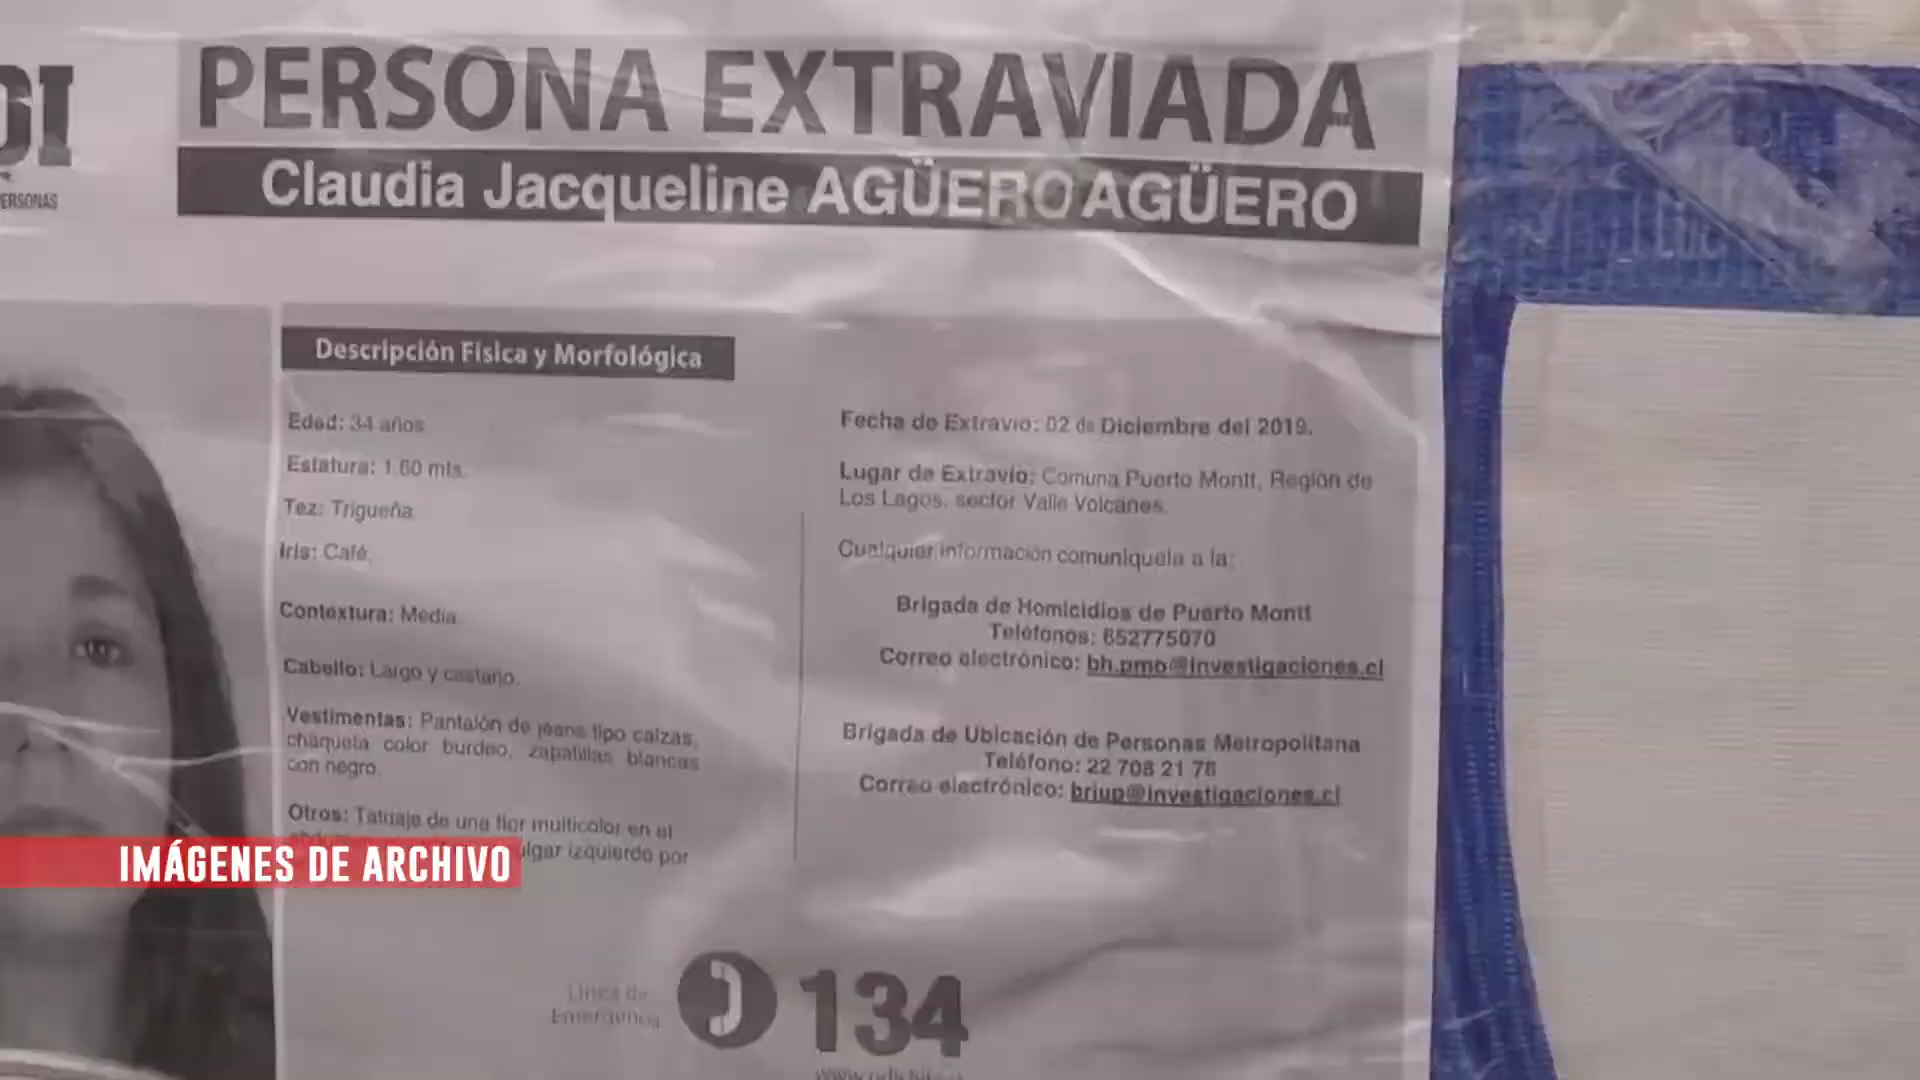 PERSONA EXTRAVIADA
DI
ERSONAS
Claudia Jacqueline AGÜERO AGÜERO
Descripción Física y Morfológica
Edad: 34 años
Estatura: 1.60 mts.
Tez: Trigueña
Iris: Café.
Contextura: Media.
Cabello: Largo y castaño.
Vestimentas: Pantalón de jeans tipo calzas,
chaqueta color burdeo, zapatillas blancas
con negro.
Otros: Tatuaje de una flor multicolor en el
ulgar izquierdo por
Fecha de Extravío: 02 de Diciembre del 2019.
Lugar de Extravío: Comuna Puerto Montt, Región de
Los Lagos, sector Valle Volcanes.
Cualquier información comuníquela a la:
Brigada de Homicidios de Puerto Montt
Teléfonos: 652775070
Correo electrónico: bh.pmo@investigaciones.cl
Brigada de Ubicación de Personas Metropolitana
Teléfono: 22 708 21 78
Correo electrónico: briup@investigaciones.cl
IMÁGENES DE ARCHIVO
Línea de
Emergencia
134